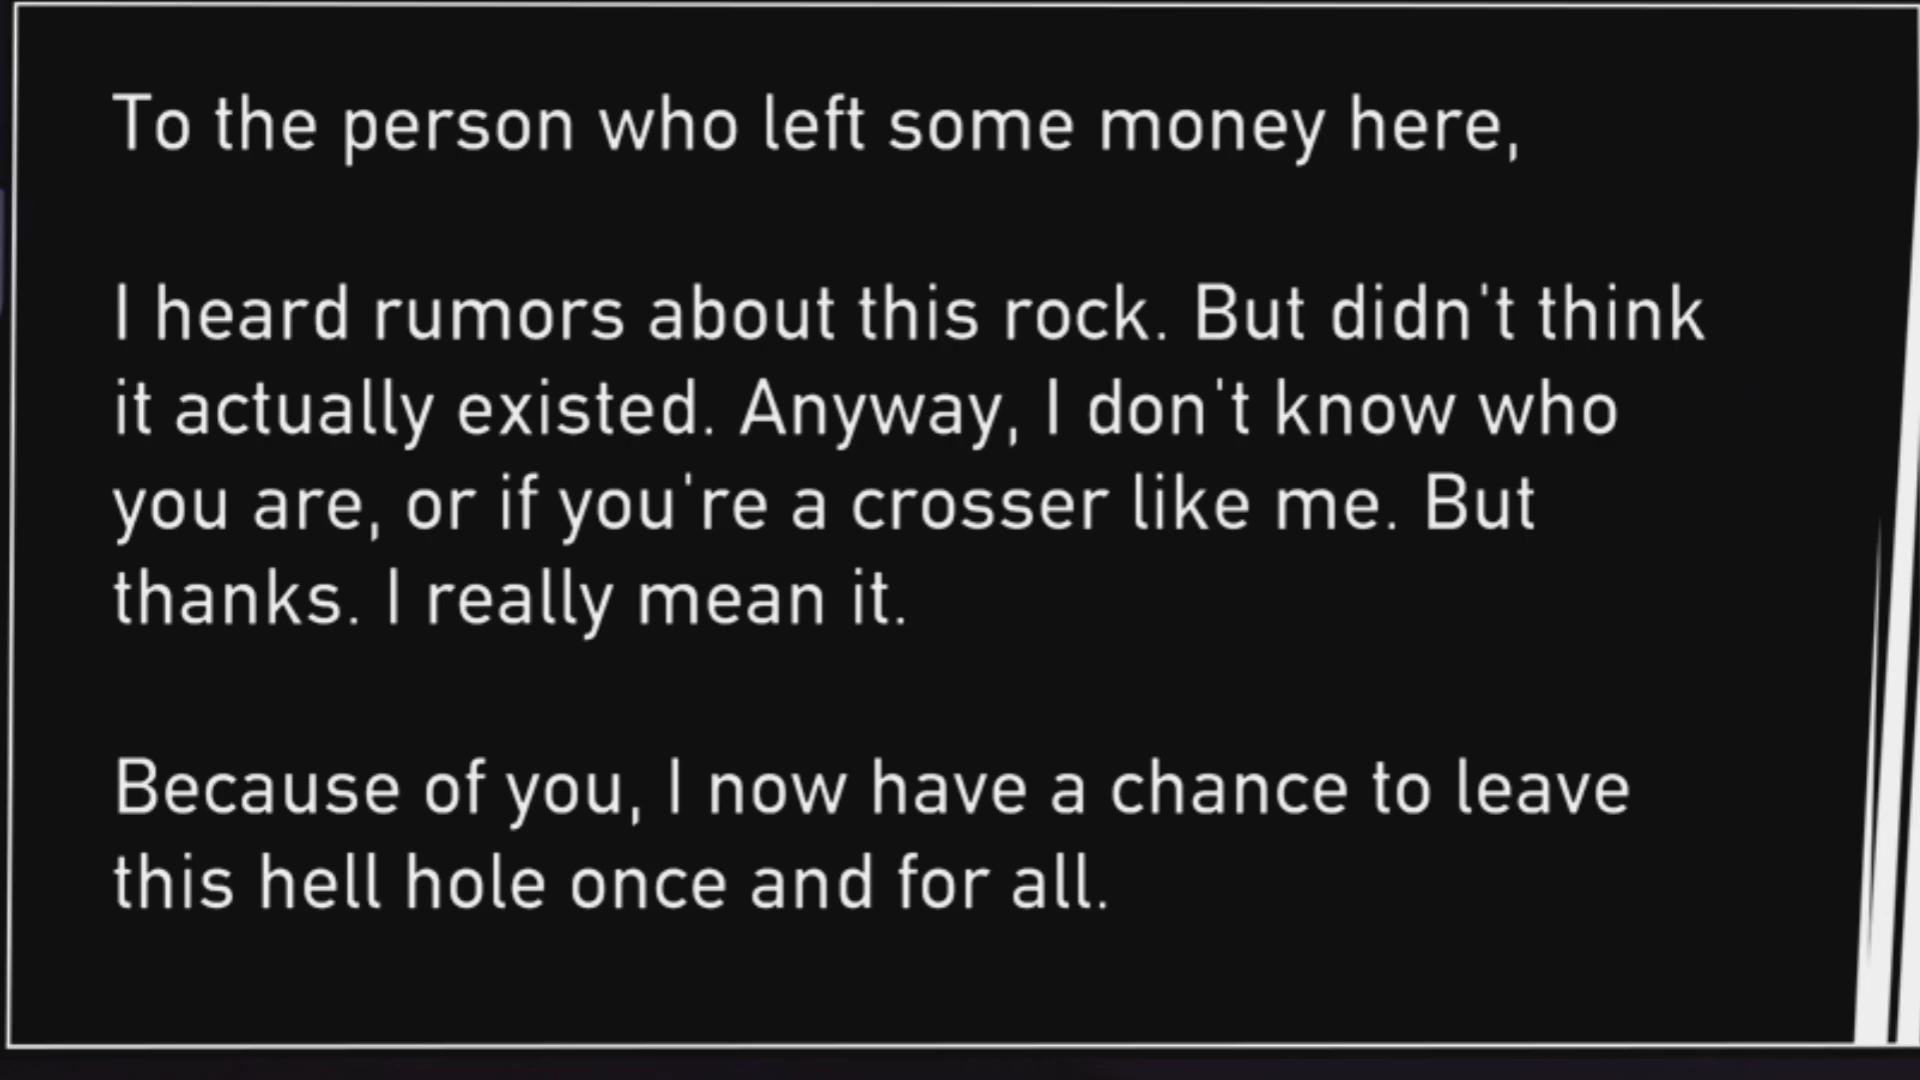 To the person who left some money here,
I heard rumors about this rock. But didn't think
it actually existed. Anyway, I don't know who
you are, or if you're a crosser like me. But
thanks. I really mean it.
Because of you, I now have a chance to leave
this hell hole once and for all.